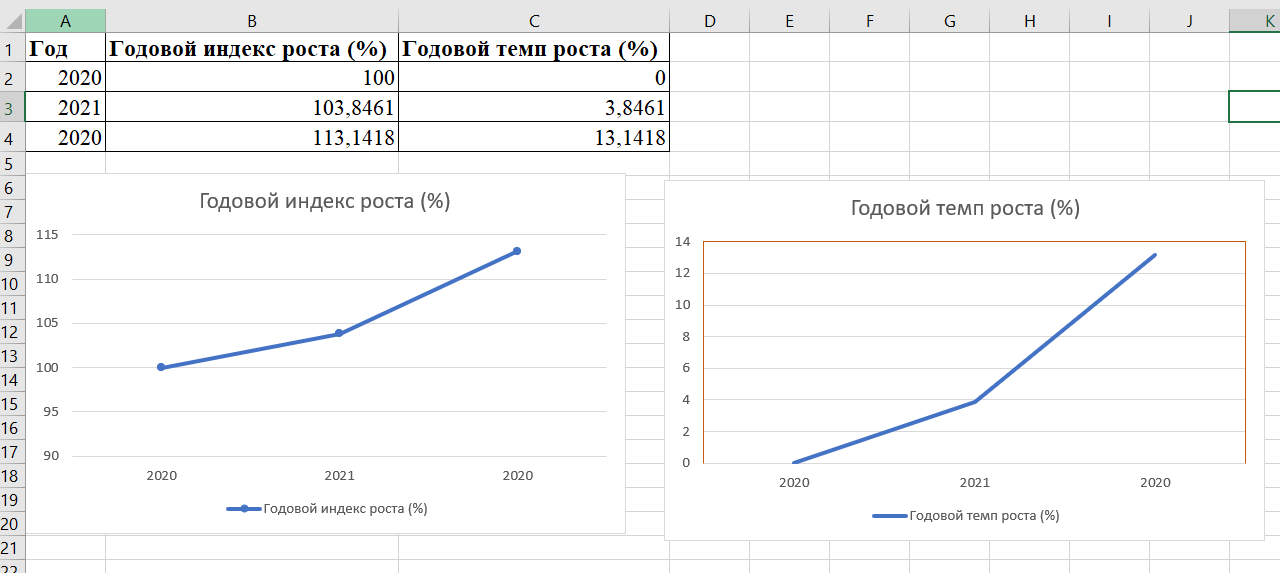 A B C D E F G H I J K
1 Год Годовой индекс роста (%) Годовой темп роста (%)
2 2020 100 0
3 2021 103,8461 3,8461
4 2020 113,1418 13,1418
5
6
7
8
9
10
11
12
13
14
15
16
17
18
19
20
21
22
Годовой индекс роста (%)
115
110
105
100
95
90
2020 2021 2020
Годовой индекс роста (%)
Годовой темп роста (%)
14
12
10
8
6
4
2
0
2020 2021 2020
Годовой темп роста (%)